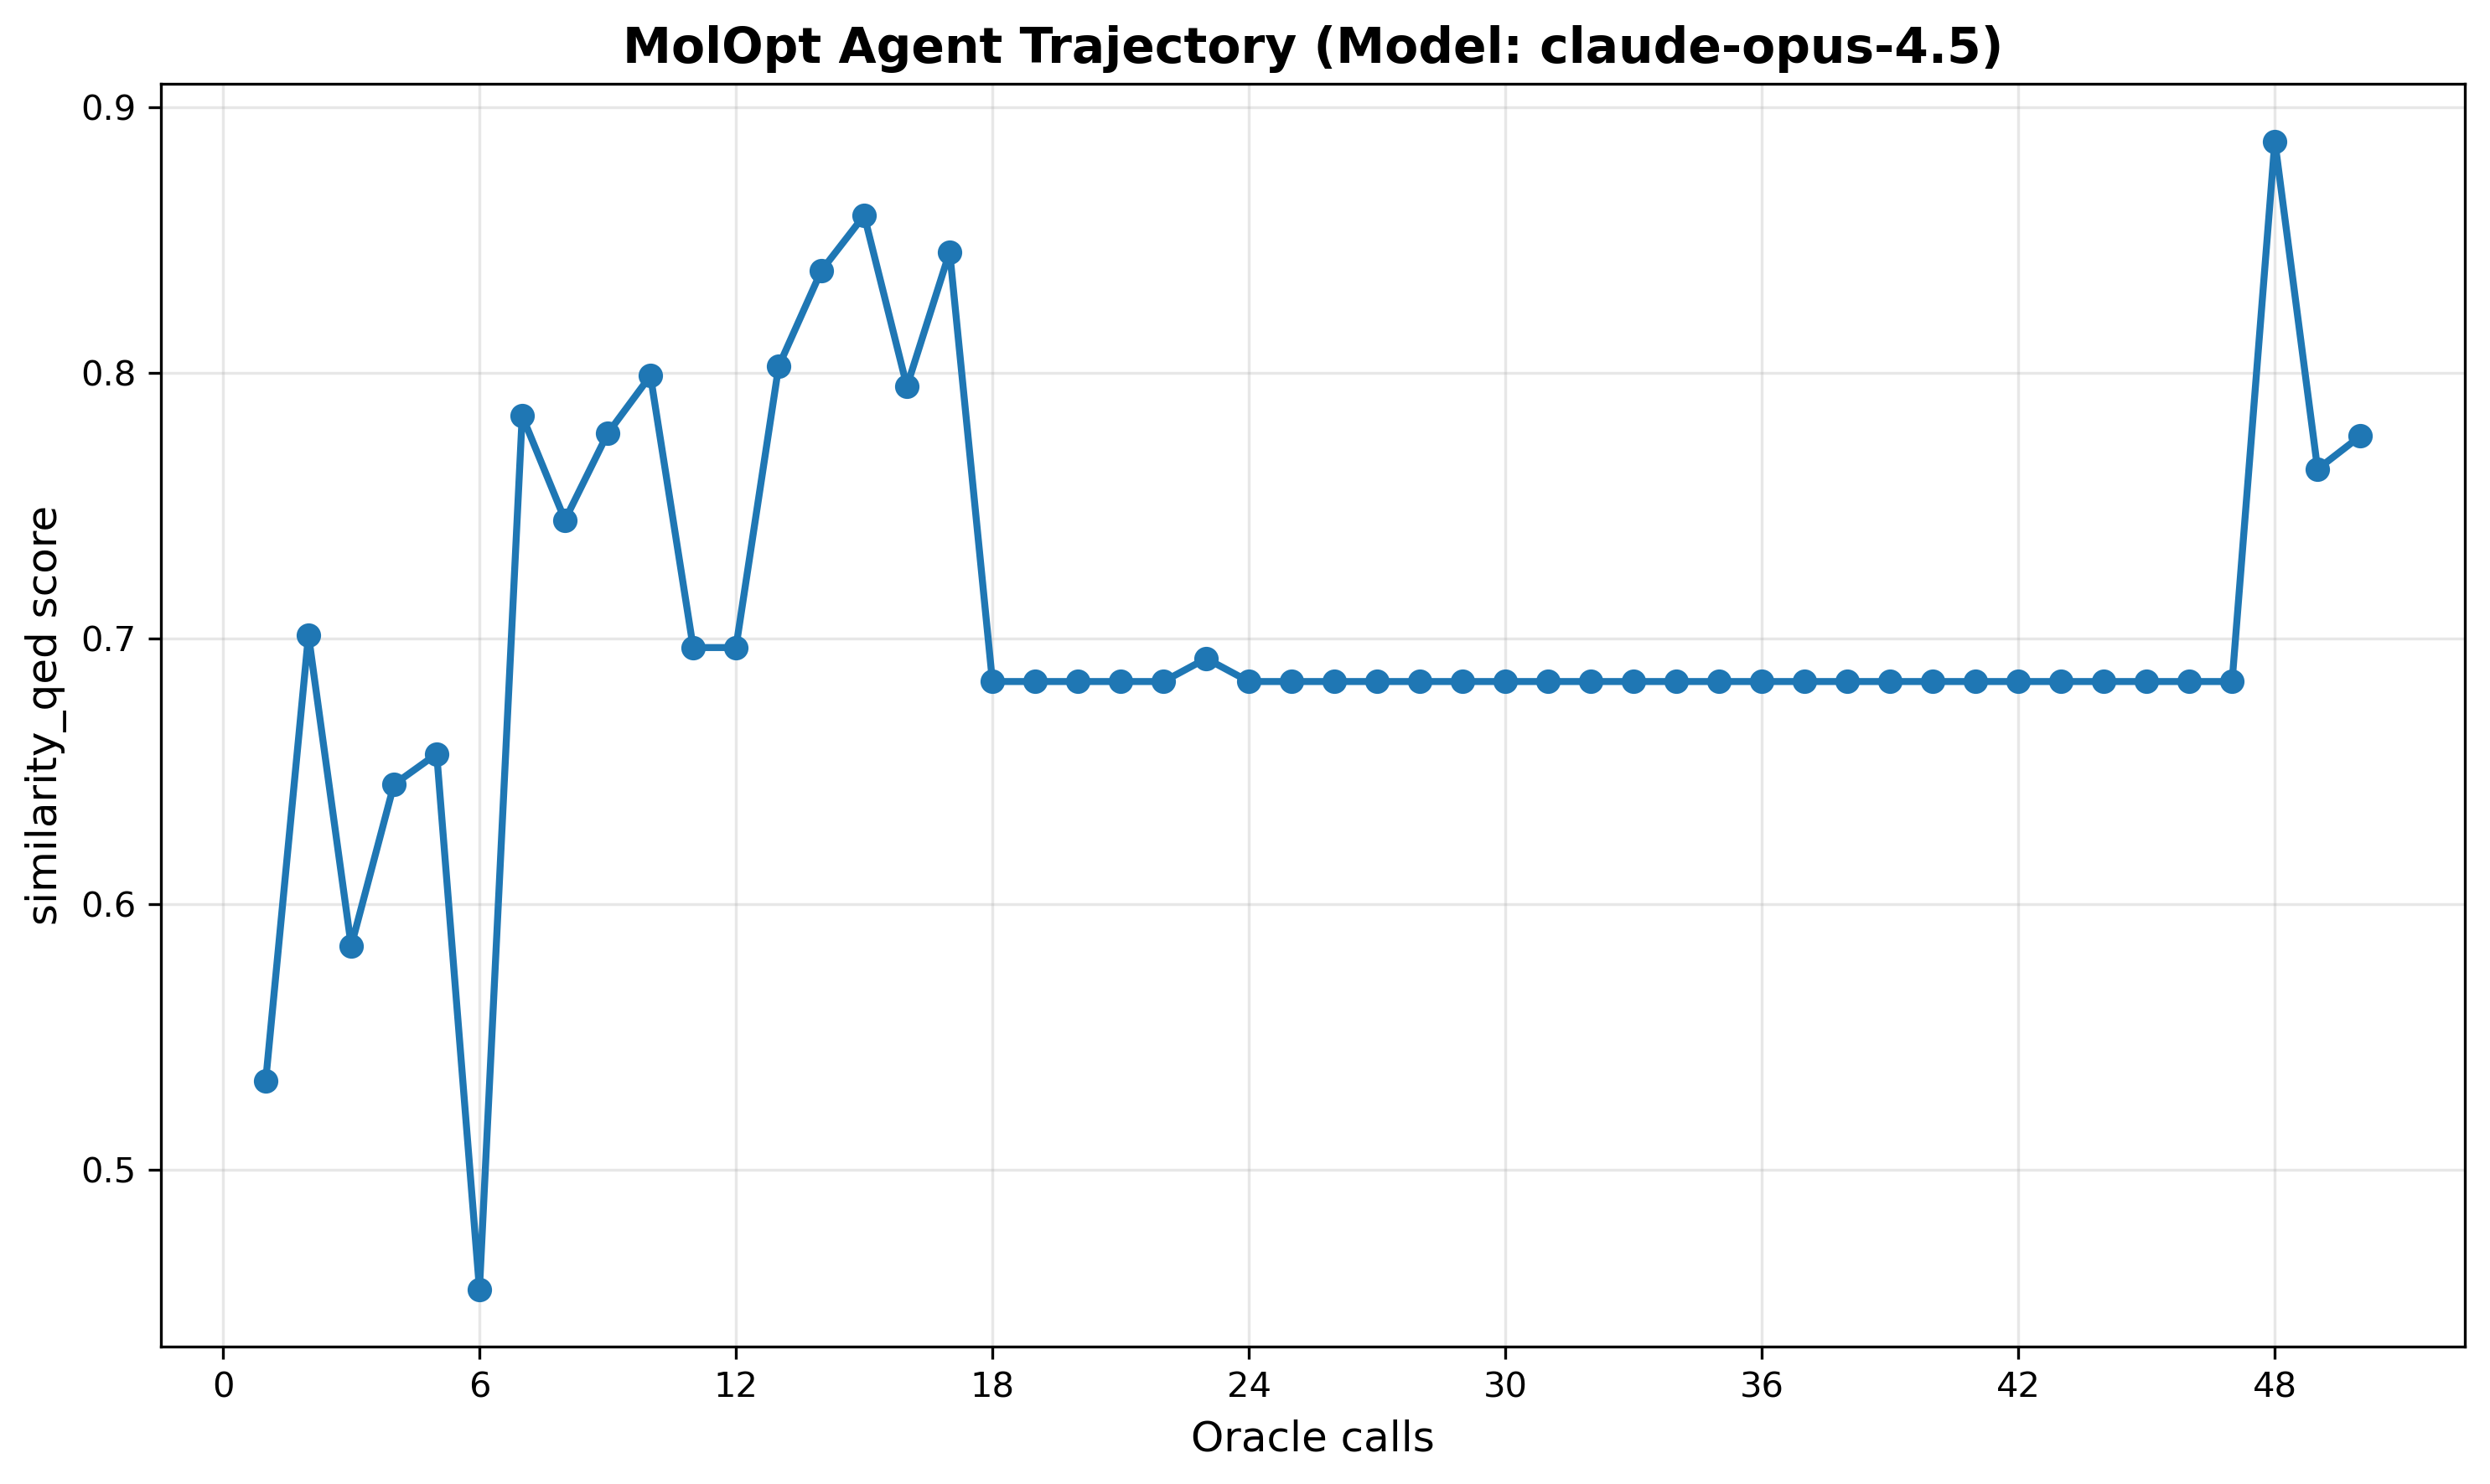 MolOpt Agent Trajectory (Model: claude-opus-4.5)
similarity_qed score
0.9
0.8
0.7
0.6
0.5
0 6 12 18 24 30 36 42 48
Oracle calls